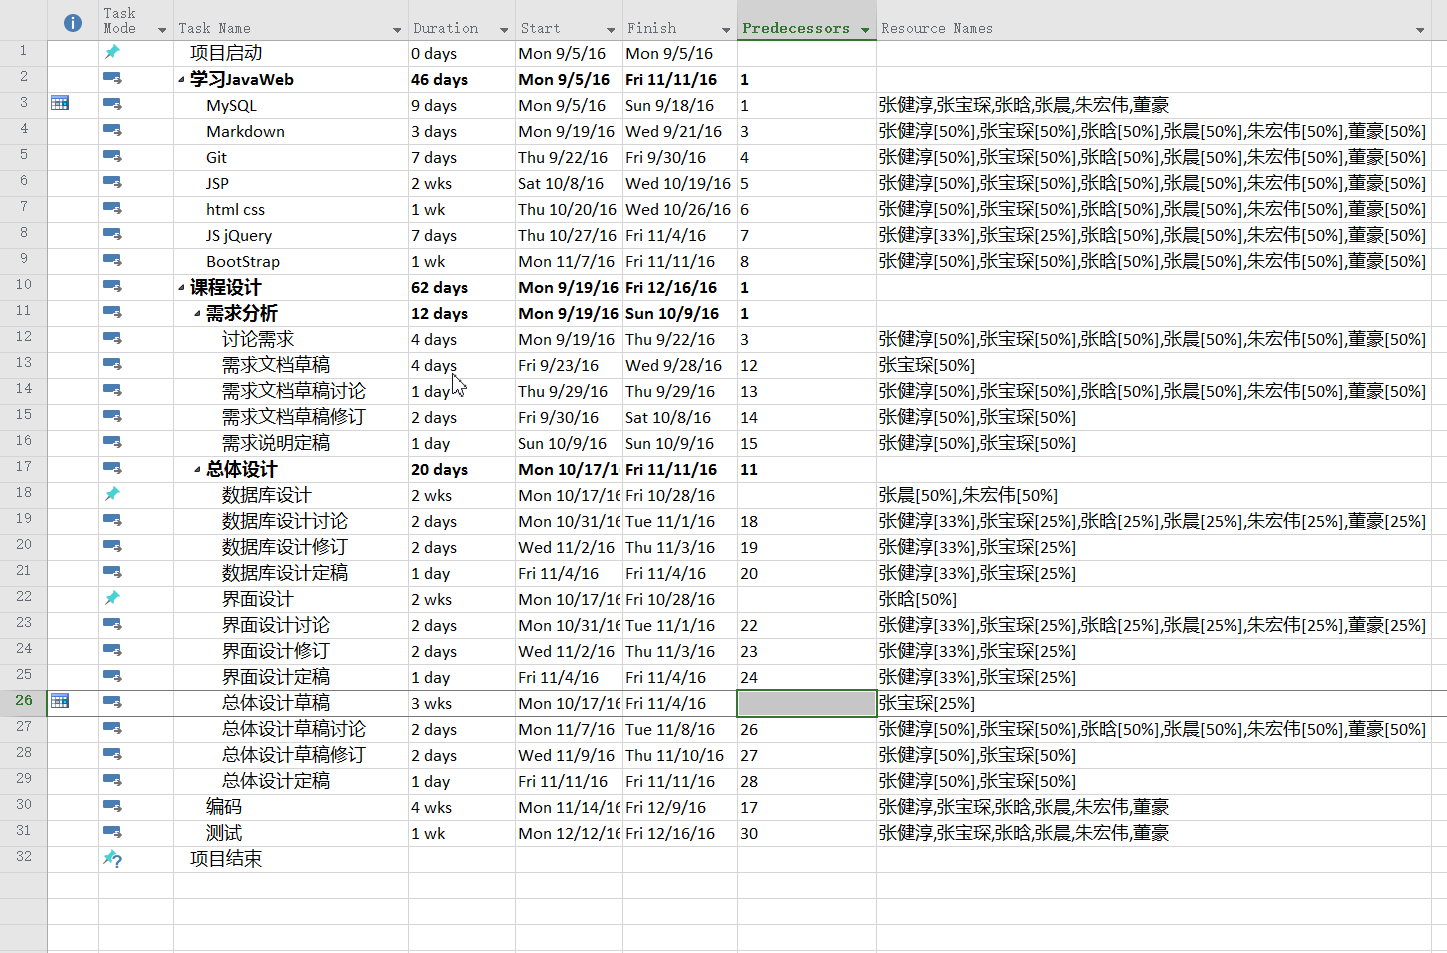 Task Mode Task Name Duration Start Finish Predecessors Resource Names
1 项目启动 0 days Mon 9/5/16 Mon 9/5/16
2 学习JavaWeb 46 days Mon 9/5/16 Fri 11/11/16 1
3 MySQL 9 days Mon 9/5/16 Sun 9/18/16 1 张健淳,张宝琛,张晗,张晨,朱宏伟,董豪
4 Markdown 3 days Mon 9/19/16 Wed 9/21/16 3 张健淳[50%],张宝琛[50%],张晗[50%],张晨[50%],朱宏伟[50%],董豪[50%]
5 Git 7 days Thu 9/22/16 Fri 9/30/16 4 张健淳[50%],张宝琛[50%],张晗[50%],张晨[50%],朱宏伟[50%],董豪[50%]
6 JSP 2 wks Sat 10/8/16 Wed 10/19/16 5 张健淳[50%],张宝琛[50%],张晗[50%],张晨[50%],朱宏伟[50%],董豪[50%]
7 html css 1 wk Thu 10/20/16 Wed 10/26/16 6 张健淳[50%],张宝琛[50%],张晗[50%],张晨[50%],朱宏伟[50%],董豪[50%]
8 JS jQuery 7 days Thu 10/27/16 Fri 11/4/16 7 张健淳[33%],张宝琛[25%],张晗[50%],张晨[50%],朱宏伟[50%],董豪[50%]
9 BootStrap 1 wk Mon 11/7/16 Fri 11/11/16 8 张健淳[50%],张宝琛[50%],张晗[50%],张晨[50%],朱宏伟[50%],董豪[50%]
10 课程设计 62 days Mon 9/19/16 Fri 12/16/16 1
11 需求分析 12 days Mon 9/19/16 Sun 10/9/16 1
12 讨论需求 4 days Mon 9/19/16 Thu 9/22/16 3 张健淳[50%],张宝琛[50%],张晗[50%],张晨[50%],朱宏伟[50%],董豪[50%]
13 需求文档草稿 4 days Fri 9/23/16 Wed 9/28/16 12 张宝琛[50%]
14 需求文档草稿讨论 1 day Thu 9/29/16 Thu 9/29/16 13 张健淳[50%],张宝琛[50%],张晗[50%],张晨[50%],朱宏伟[50%],董豪[50%]
15 需求文档草稿修订 2 days Fri 9/30/16 Sat 10/8/16 14 张健淳[50%],张宝琛[50%]
16 需求说明定稿 1 day Sun 10/9/16 Sun 10/9/16 15 张健淳[50%],张宝琛[50%]
17 总体设计 20 days Mon 10/17/1 Fri 11/11/16 11
18 数据库设计 2 wks Mon 10/17/16 Fri 10/28/16 张晨[50%],朱宏伟[50%]
19 数据库设计讨论 2 days Mon 10/31/16 Tue 11/1/16 18 张健淳[33%],张宝琛[25%],张晗[25%],张晨[25%],朱宏伟[25%],董豪[25%]
20 数据库设计修订 2 days Wed 11/2/16 Thu 11/3/16 19 张健淳[33%],张宝琛[25%]
21 数据库设计定稿 1 day Fri 11/4/16 Fri 11/4/16 20 张健淳[33%],张宝琛[25%]
22 界面设计 2 wks Mon 10/17/16 Fri 10/28/16 张晗[50%]
23 界面设计讨论 2 days Mon 10/31/16 Tue 11/1/16 22 张健淳[33%],张宝琛[25%],张晗[25%],张晨[25%],朱宏伟[25%],董豪[25%]
24 界面设计修订 2 days Wed 11/2/16 Thu 11/3/16 23 张健淳[33%],张宝琛[25%]
25 界面设计定稿 1 day Fri 11/4/16 Fri 11/4/16 24 张健淳[33%],张宝琛[25%]
26 总体设计草稿 3 wks Mon 10/17/16 Fri 11/4/16 张宝琛[25%]
27 总体设计草稿讨论 2 days Mon 11/7/16 Tue 11/8/16 26 张健淳[50%],张宝琛[50%],张晗[50%],张晨[50%],朱宏伟[50%],董豪[50%]
28 总体设计草稿修订 2 days Wed 11/9/16 Thu 11/10/16 27 张健淳[50%],张宝琛[50%]
29 总体设计定稿 1 day Fri 11/11/16 Fri 11/11/16 28 张健淳[50%],张宝琛[50%]
30 编码 4 wks Mon 11/14/16 Fri 12/9/16 17 张健淳,张宝琛,张晗,张晨,朱宏伟,董豪
31 测试 1 wk Mon 12/12/16 Fri 12/16/16 30 张健淳,张宝琛,张晗,张晨,朱宏伟,董豪
32 项目结束